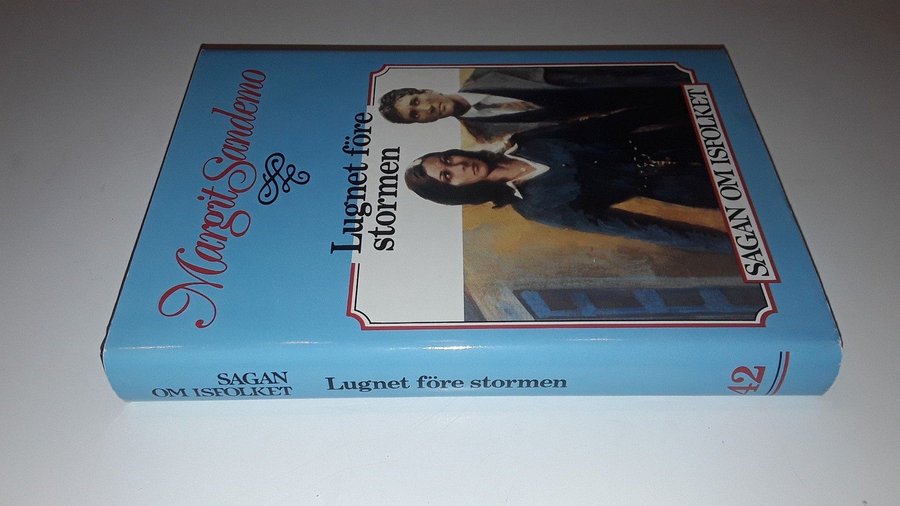 Margit Sandemo
Lugnet före
stormen
SAGAN OM ISFOLKET
SAGAN
OM ISFOLKET
Lugnet före stormen
42